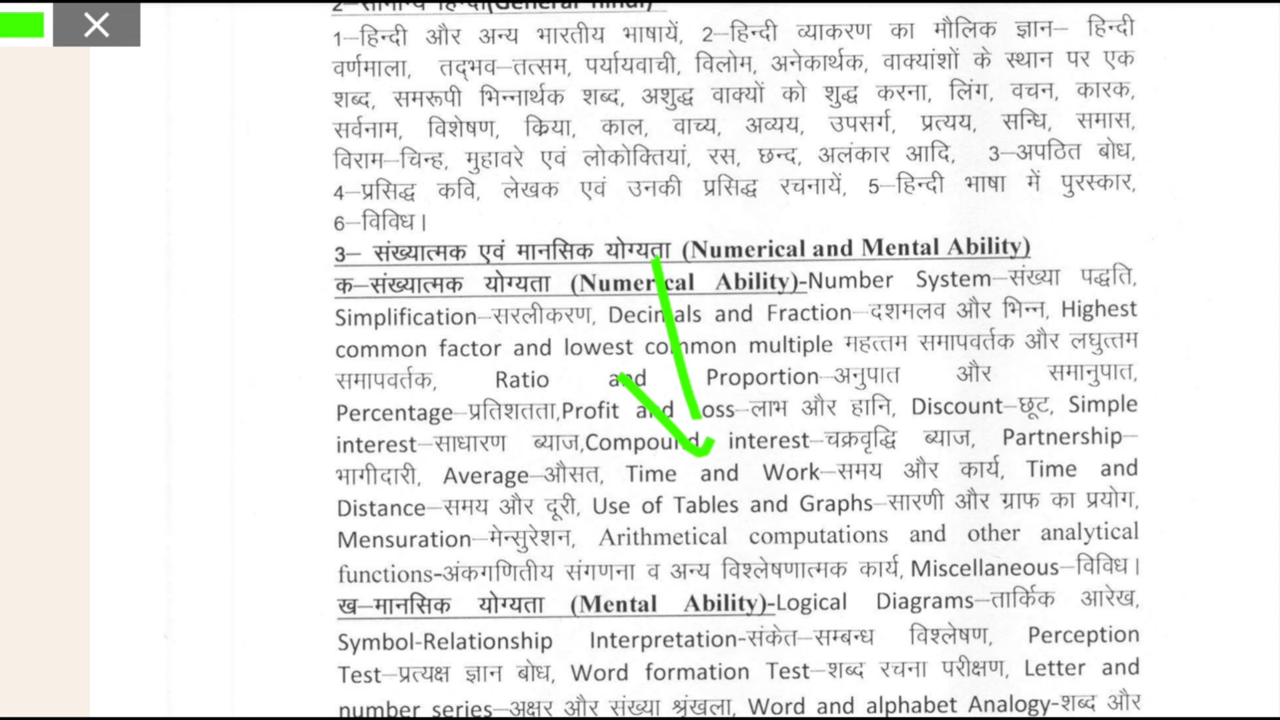 2–सामान्य हिन्दी(General Hindi)
1–हिन्दी और अन्य भारतीय भाषायें, 2–हिन्दी व्याकरण का मौलिक ज्ञान– हिन्दी
वर्णमाला, तद्भव–तत्सम, पर्यायवाची, विलोम, अनेकार्थक, वाक्यांशों के स्थान पर एक
शब्द, समरूपी भिन्नार्थक शब्द, अशुद्ध वाक्यों को शुद्ध करना, लिंग, वचन, कारक,
सर्वनाम, विशेषण, क्रिया, काल, वाच्य, अव्यय, उपसर्ग, प्रत्यय, सन्धि, समास,
विराम–चिन्ह, मुहावरे एवं लोकोक्तियां, रस, छन्द, अलंकार आदि, 3–अपठित बोध,
4–प्रसिद्ध कवि, लेखक एवं उनकी प्रसिद्ध रचनायें, 5–हिन्दी भाषा में पुरस्कार,
6–विविध।
3– संख्यात्मक एवं मानसिक योग्यता (Numerical and Mental Ability)
क–संख्यात्मक योग्यता (Numerical Ability)-Number System–संख्या पद्धति,
Simplification–सरलीकरण, Decimals and Fraction–दशमलव और भिन्न, Highest
common factor and lowest common multiple महत्तम समापवर्तक और लघुत्तम
समापवर्तक, Ratio and Proportion–अनुपात और समानुपात,
Percentage–प्रतिशतता,Profit and Loss–लाभ और हानि, Discount–छूट, Simple
interest–साधारण ब्याज,Compound interest–चक्रवृद्धि ब्याज, Partnership–
भागीदारी, Average–औसत, Time and Work–समय और कार्य, Time and
Distance–समय और दूरी, Use of Tables and Graphs–सारणी और ग्राफ का प्रयोग,
Mensuration–मेन्सुरेशन, Arithmetical computations and other analytical
functions-अंकगणितीय संगणना व अन्य विश्लेषणात्मक कार्य, Miscellaneous–विविध।
ख–मानसिक योग्यता (Mental Ability)-Logical Diagrams–तार्किक आरेख,
Symbol-Relationship Interpretation-संकेत–सम्बन्ध विश्लेषण, Perception
Test–प्रत्यक्ष ज्ञान बोध, Word formation Test–शब्द रचना परीक्षण, Letter and
number series–अक्षर और संख्या श्रृंखला, Word and alphabet Analogy-शब्द और